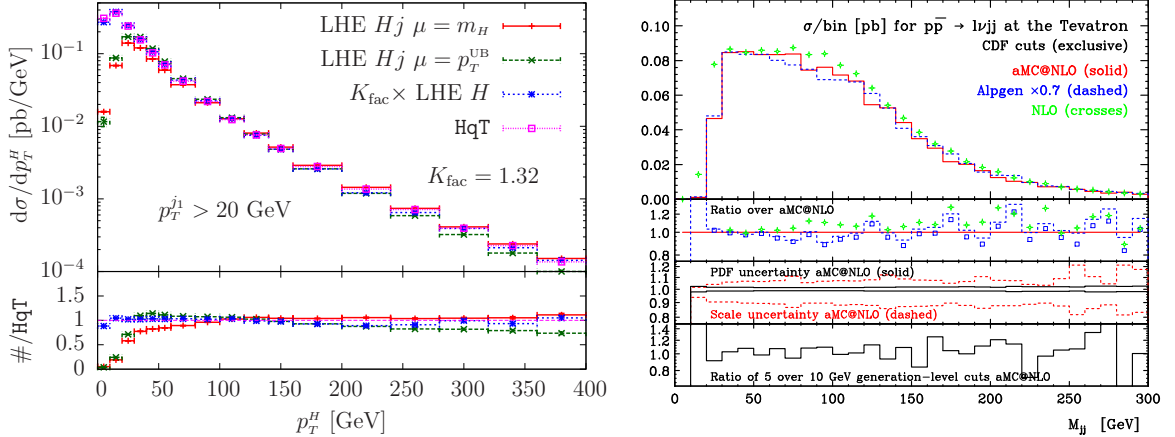 LHE Hj μ = m_H
LHE Hj μ = p_T^UB
K_fac× LHE H
HqT
K_fac = 1.32
p_T^{j1} > 20 GeV
dσ/dp_T^H [pb/GeV]
10^−1
10^−2
10^−3
10^−4
#/HqT
1.5
1
0.5
0
0 50 100 150 200 250 300 350 400
p_T^H [GeV]
σ/bin [pb] for pp̅ → lνjj at the Tevatron
CDF cuts (exclusive)
aMC@NLO (solid)
Alpgen ×0.7 (dashed)
NLO (crosses)
0.10
0.08
0.06
0.04
0.02
0.00
Ratio over aMC@NLO
1.2
1.0
0.8
PDF uncertainty aMC@NLO (solid)
1.2
1.1
1.0
0.9
0.8
Scale uncertainty aMC@NLO (dashed)
1.4
1.2
1.0
0.8
Ratio of 5 over 10 GeV generation-level cuts aMC@NLO
0 50 100 150 200 250 300
M_jj [GeV]